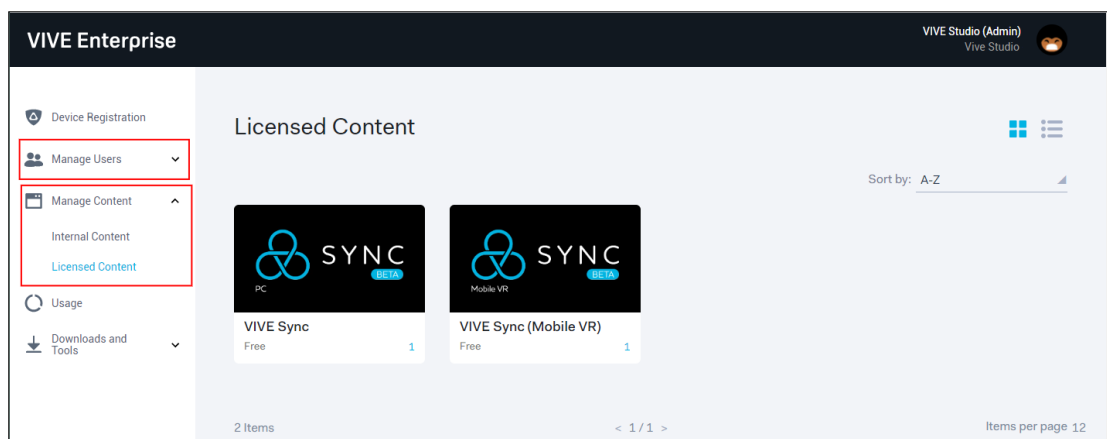 VIVE Enterprise
VIVE Studio (Admin)
Vive Studio
Device Registration
Manage Users
Manage Content
Internal Content
Licensed Content
Usage
Downloads and
Tools
Licensed Content
Sort by: A-Z
SYNC
BETA
PC
VIVE Sync
Free 1
SYNC
BETA
Mobile VR
VIVE Sync (Mobile VR)
Free 1
2 Items < 1 / 1 > Items per page 12